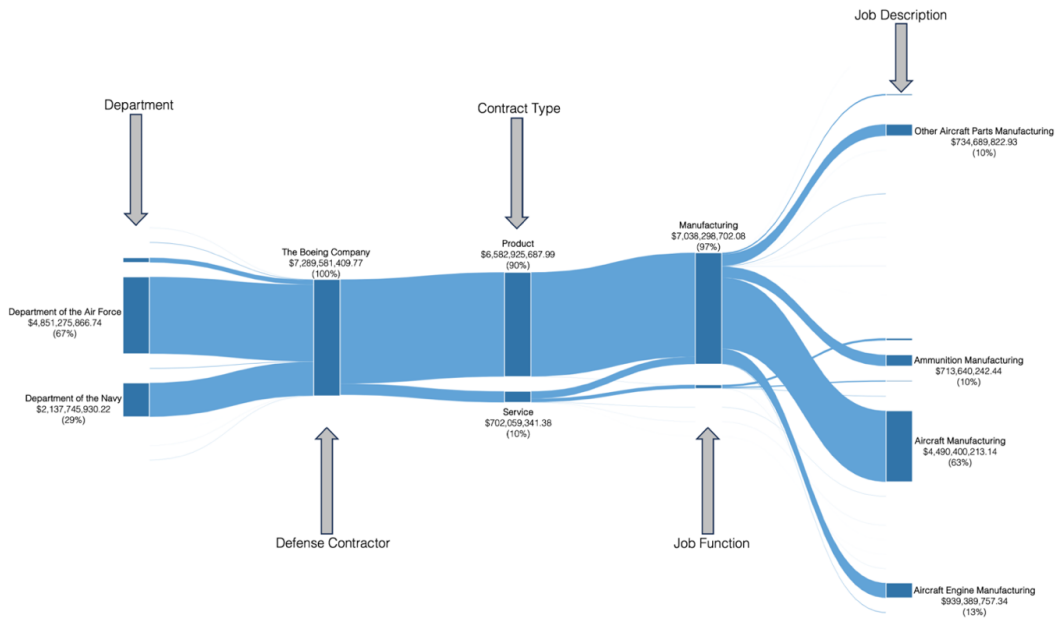 Job Description
Department
Contract Type
Other Aircraft Parts Manufacturing
$734,689,822.93
(10%)
Manufacturing
$7,038,298,702.08
(97%)
Product
$6,582,925,687.99
(90%)
The Boeing Company
$7,289,581,409.77
(100%)
Department of the Air Force
$4,851,275,866.74
(67%)
Ammunition Manufacturing
$713,640,242.44
(10%)
Department of the Navy
$2,137,745,930.22
(29%)
Service
$702,059,341.38
(10%)
Aircraft Manufacturing
$4,490,400,213.14
(63%)
Defense Contractor
Job Function
Aircraft Engine Manufacturing
$939,389,757.34
(13%)